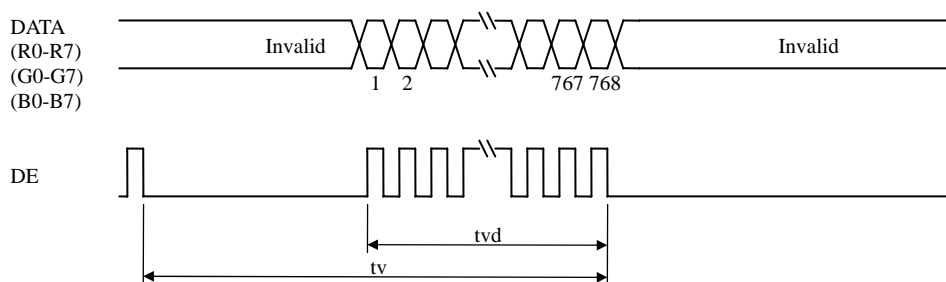 DATA
(R0-R7)
(G0-G7)
(B0-B7)
Invalid
Invalid
1 2 767 768
DE
tvd
tv